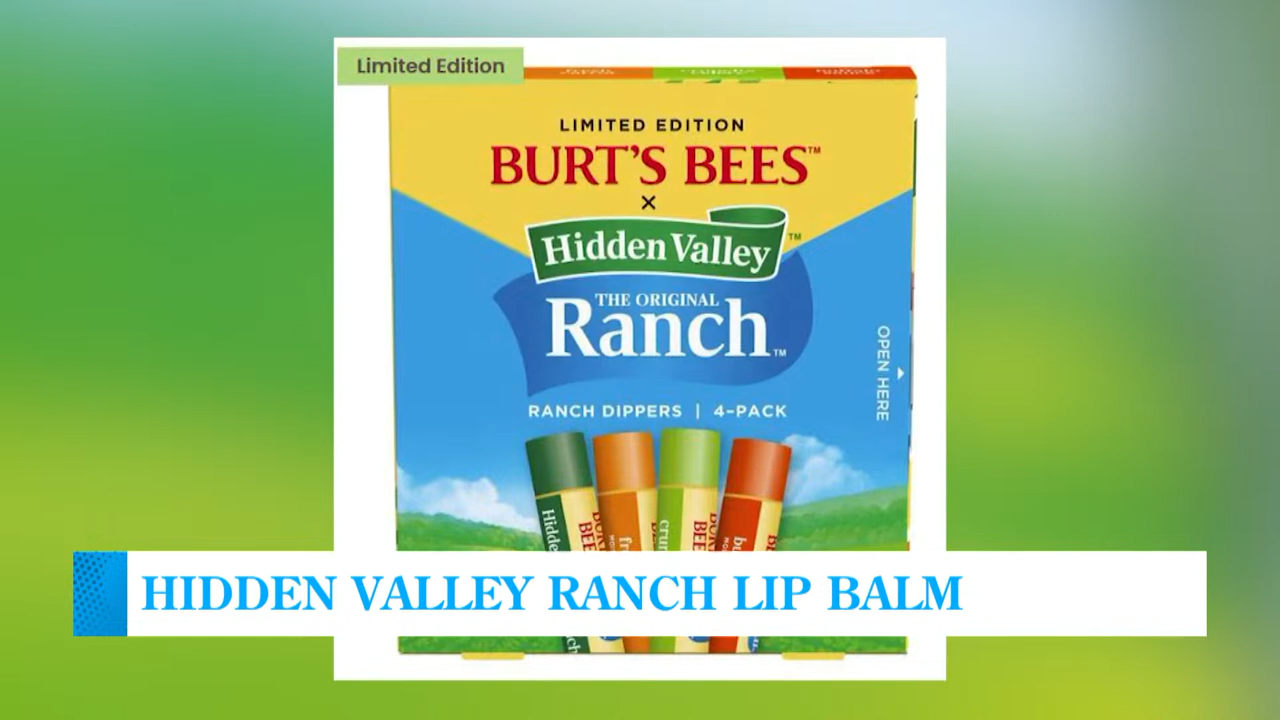 Limited Edition
LIMITED EDITION
BURT'S BEES™
×
Hidden Valley™
THE ORIGINAL
Ranch™
OPEN HERE
RANCH DIPPERS | 4-PACK
HIDDEN VALLEY RANCH LIP BALM